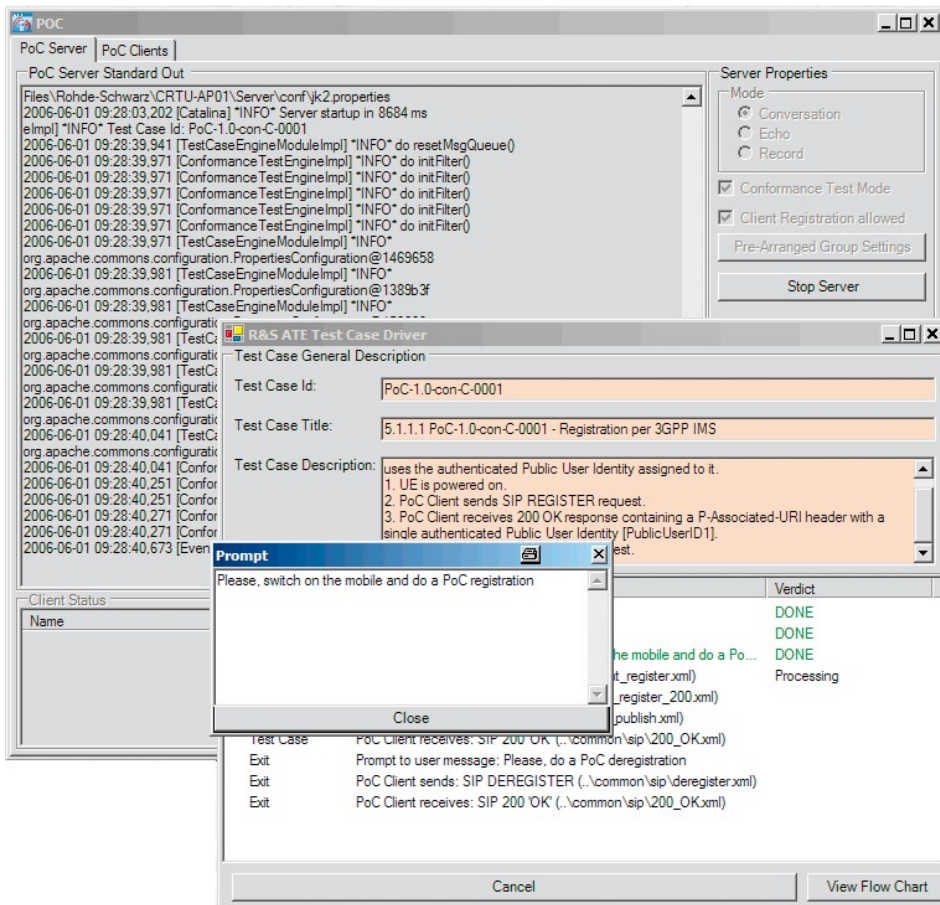 POC
PoC Server
PoC Clients
PoC Server Standard Out
Files\Rohde-Schwarz\CRTU-AP01\Server\conf\jk2.properties
2006-06-01 09:28:03,202 [Catalina] *INFO* Server startup in 8684 ms
eImpl] *INFO* Test Case Id: PoC-1.0-con-C-0001
2006-06-01 09:28:39,941 [TestCaseEngineModuleImpl] *INFO* do resetMsgQueue()
2006-06-01 09:28:39,971 [ConformanceTestEngineImpl] *INFO* do initFilter()
2006-06-01 09:28:39,971 [ConformanceTestEngineImpl] *INFO* do initFilter()
2006-06-01 09:28:39,971 [ConformanceTestEngineImpl] *INFO* do initFilter()
2006-06-01 09:28:39,971 [ConformanceTestEngineImpl] *INFO* do initFilter()
2006-06-01 09:28:39,971 [ConformanceTestEngineImpl] *INFO* do initFilter()
2006-06-01 09:28:39,971 [TestCaseEngineModuleImpl] *INFO*
org.apache.commons.configuration.PropertiesConfiguration@1469658
2006-06-01 09:28:39,981 [TestCaseEngineModuleImpl] *INFO*
org.apache.commons.configuration.PropertiesConfiguration@1389b3f
2006-06-01 09:28:39,981 [TestCaseEngineModuleImpl] *INFO*
org.apache.commons.configuratic
2006-06-01 09:28:39,981 [TestCa
org.apache.commons.configuratic
2006-06-01 09:28:39,981 [TestCa
org.apache.commons.configuratic
2006-06-01 09:28:39,981 [TestCa
org.apache.commons.configuratic
2006-06-01 09:28:40,041 [TestCa
org.apache.commons.configuratic
2006-06-01 09:28:40,041 [Confor
2006-06-01 09:28:40,251 [Confor
2006-06-01 09:28:40,251 [Confor
2006-06-01 09:28:40,271 [Confor
2006-06-01 09:28:40,271 [Confor
2006-06-01 09:28:40,673 [Even
Client Status
Name
Server Properties
Mode
Conversation
Echo
Record
Conformance Test Mode
Client Registration allowed
Pre-Arranged Group Settings
Stop Server
R&S ATE Test Case Driver
Test Case General Description
Test Case Id:
PoC-1.0-con-C-0001
Test Case Title:
5.1.1.1 PoC-1.0-con-C-0001 - Registration per 3GPP IMS
Test Case Description:
uses the authenticated Public User Identity assigned to it.
1. UE is powered on.
2. PoC Client sends SIP REGISTER request.
3. PoC Client receives 200 OK response containing a P-Associated-URI header with a
single authenticated Public User Identity [PublicUserID1].
est.
Prompt
Please, switch on the mobile and do a PoC registration
Close
Verdict
DONE
DONE
he mobile and do a Po... DONE
t_register.xml) Processing
_register_200.xml)
_publish.xml)
Test Case PoC Client receives: SIP 200 'OK' (..\common\sip\200_OK.xml)
Exit Prompt to user message: Please, do a PoC deregistration
Exit PoC Client sends: SIP DEREGISTER (..\common\sip\deregister.xml)
Exit PoC Client receives: SIP 200 'OK' (..\common\sip\200_OK.xml)
Cancel
View Flow Chart